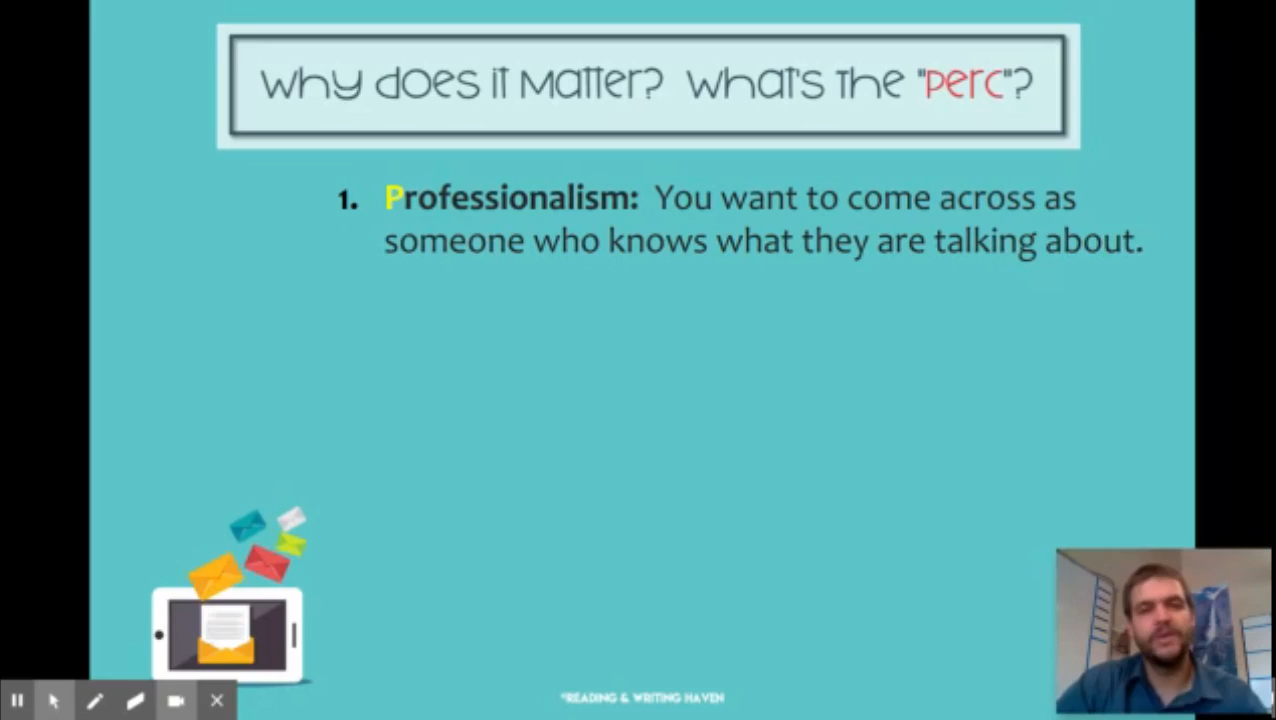 Why does it Matter? What's the "PERC"?
1. Professionalism: You want to come across as
someone who knows what they are talking about.
*READING & WRITING HAVEN